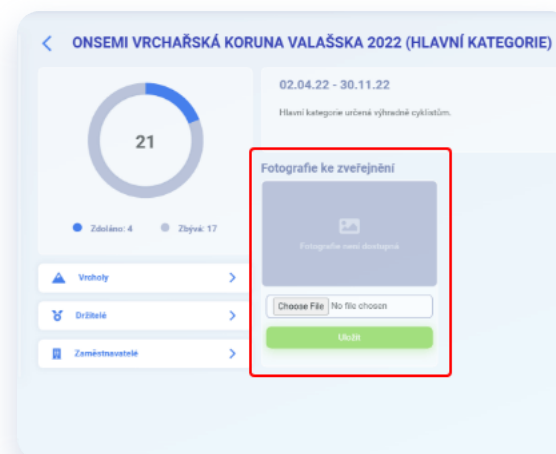 ONSEMI VRCHAŘSKÁ KORUNA VALAŠSKA 2022 (HLAVNÍ KATEGORIE)
21
Zdoláno: 4 Zbývá: 17
02.04.22 - 30.11.22
Hlavní kategorie určená výhradně cyklistům.
Fotografie ke zveřejnění
Fotografie není dostupná
Choose File No file chosen
Uložit
Vrcholy
Držitelé
Zaměstnavatelé